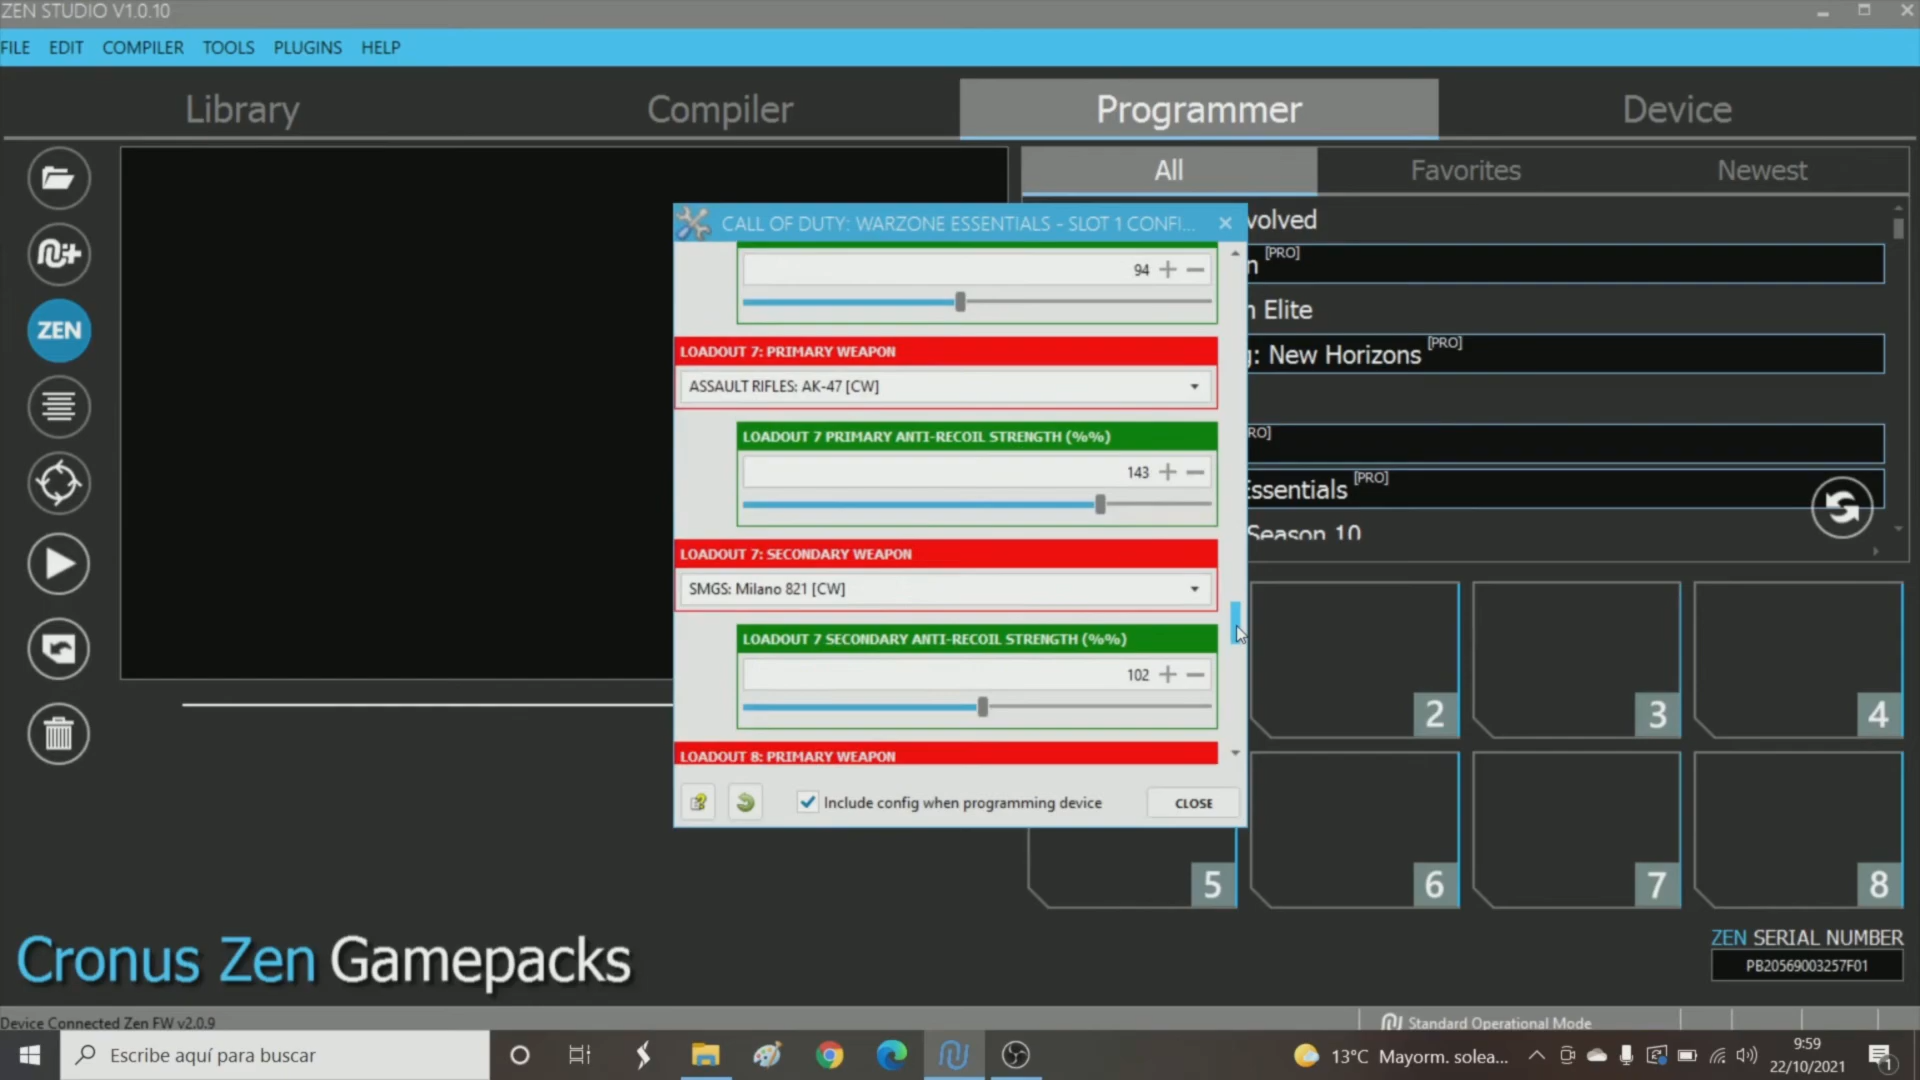 ZEN STUDIO V1.0.10
FILE EDIT COMPILER TOOLS PLUGINS HELP
Library Compiler Programmer Device
All Favorites Newest
ZEN
CALL OF DUTY: WARZONE ESSENTIALS - SLOT 1 CONFI...
94
LOADOUT 7: PRIMARY WEAPON
ASSAULT RIFLES: AK-47 [CW]
LOADOUT 7 PRIMARY ANTI-RECOIL STRENGTH (%%)
143
LOADOUT 7: SECONDARY WEAPON
SMGS: Milano 821 [CW]
LOADOUT 7 SECONDARY ANTI-RECOIL STRENGTH (%%)
102
LOADOUT 8: PRIMARY WEAPON
Include config when programming device
CLOSE
volved
n [PRO]
n Elite
: New Horizons [PRO]
RO]
Essentials [PRO]
Season 10
2 3 4
5 6 7 8
Cronus Zen Gamepacks
ZEN SERIAL NUMBER
PB20569003257F01
Device Connected Zen FW v2.0.9
Standard Operational Mode
Escribe aquí para buscar
13°C Mayorm. solea...
9:59
22/10/2021
1